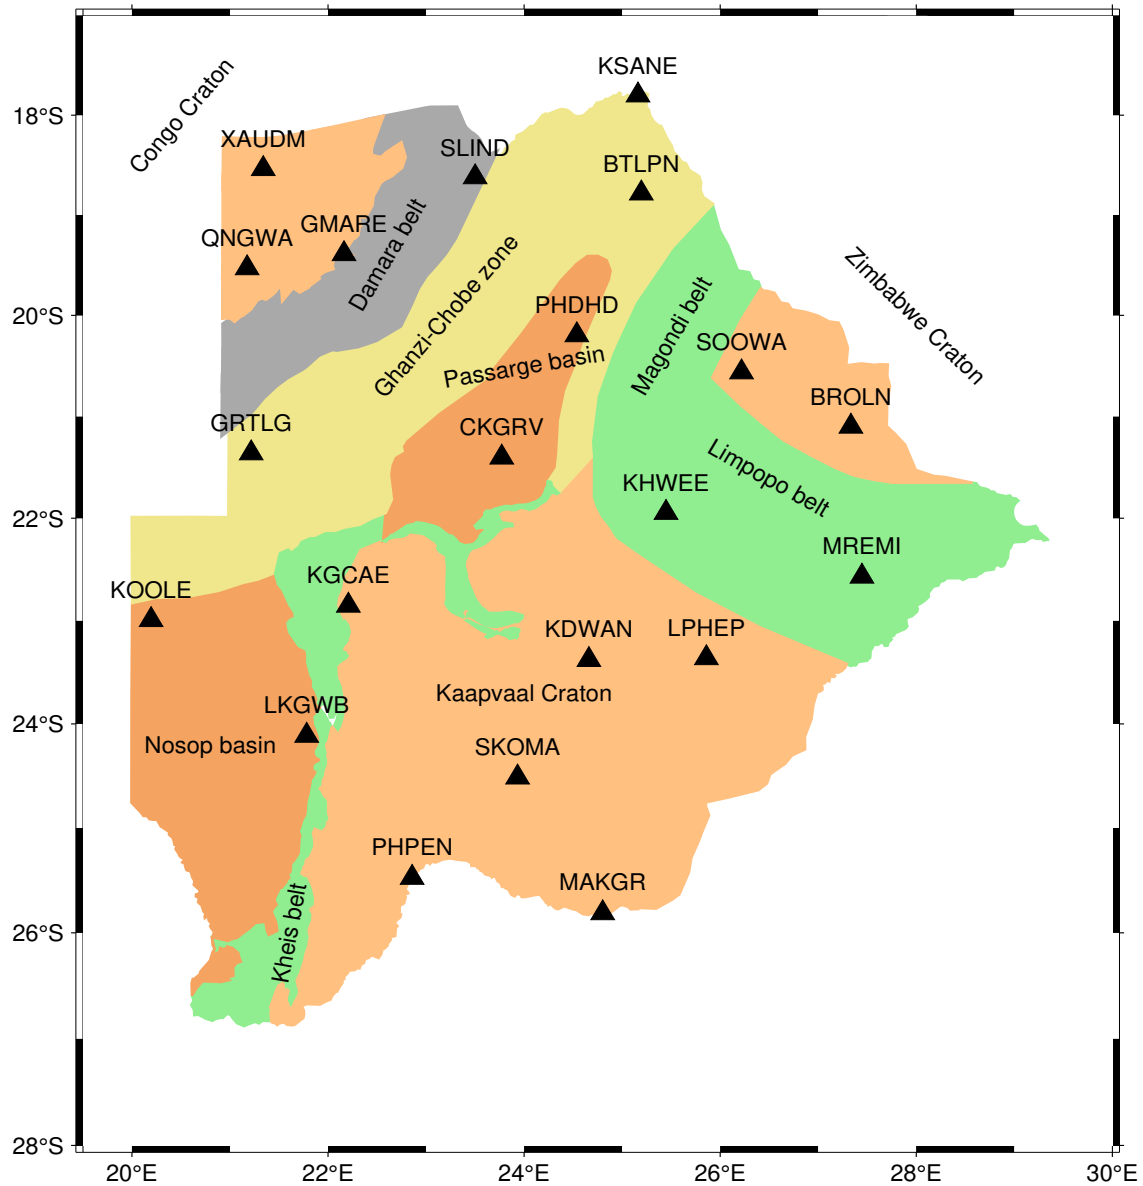 KSANE
18°S
Congo Craton
XAUDM
SLIND
BTLPN
QNGWA
GMARE
Damara belt
Ghanzi-Chobe zone
Zimbabwe Craton
20°S
PHDHD
Magondi belt
SOOWA
Passarge basin
BROLN
GRTLG
CKGRV
Limpopo belt
KHWEE
22°S
MREMI
KOOLE
KGCAE
KDWAN
LPHEP
Kaapvaal Craton
LKGWB
24°S
Nosop basin
SKOMA
PHPEN
MAKGR
26°S
Kheis belt
28°S
20°E
22°E
24°E
26°E
28°E
30°E